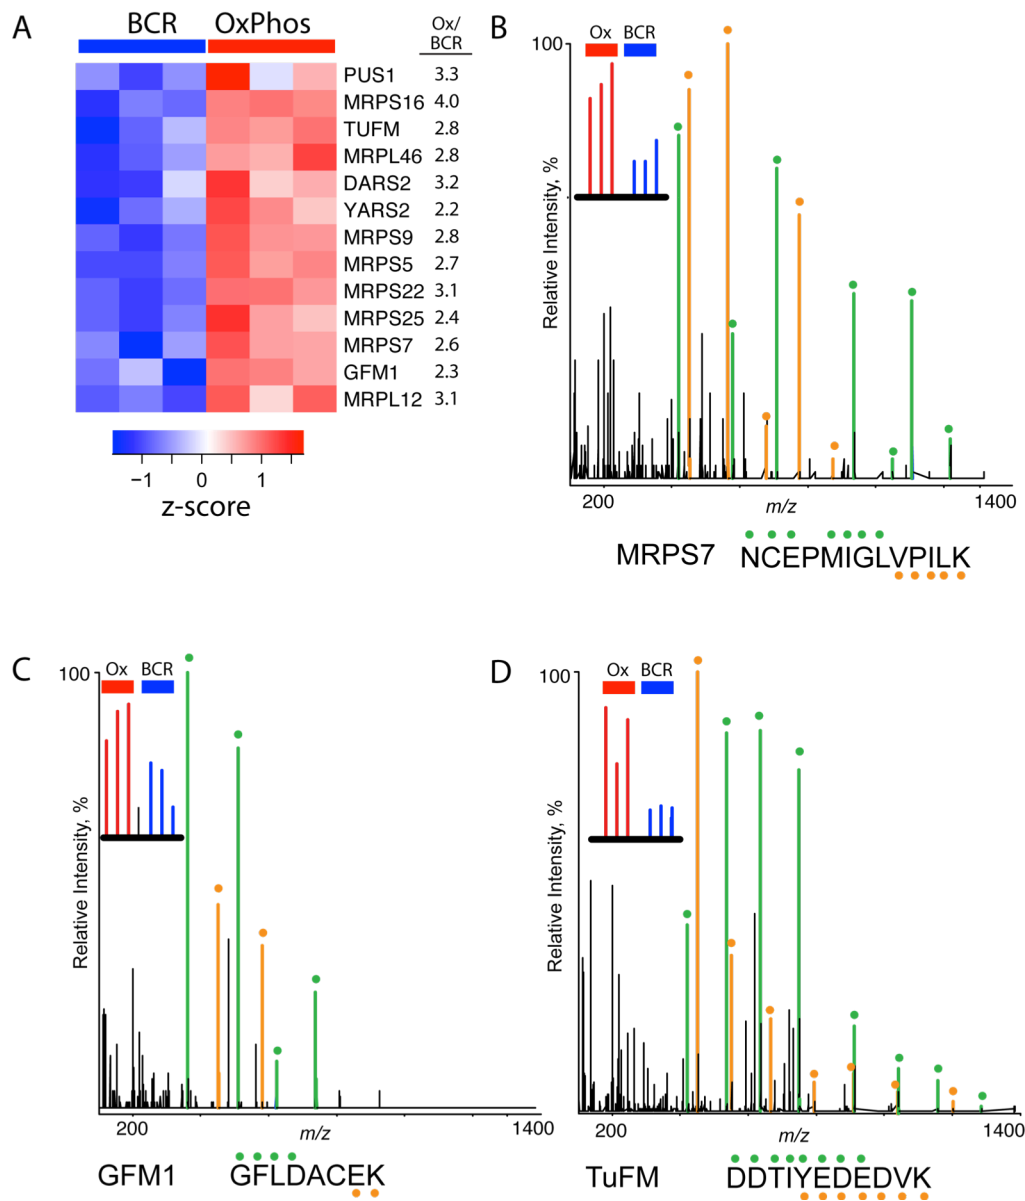 A
BCR OxPhos
Ox/
BCR
PUS1 3.3
MRPS16 4.0
TUFM 2.8
MRPL46 2.8
DARS2 3.2
YARS2 2.2
MRPS9 2.8
MRPS5 2.7
MRPS22 3.1
MRPS25 2.4
MRPS7 2.6
GFM1 2.3
MRPL12 3.1
−1 0 1
z-score
B
100
Ox BCR
Relative Intensity, %
200 m/z 1400
MRPS7 NCEPMIGLVPILK
C
100
Ox BCR
Relative Intensity, %
200 m/z 1400
GFM1 GFLDACEK
D
100
Ox BCR
Relative Intensity, %
200 m/z 1400
TuFM DDTIYEDEDVK